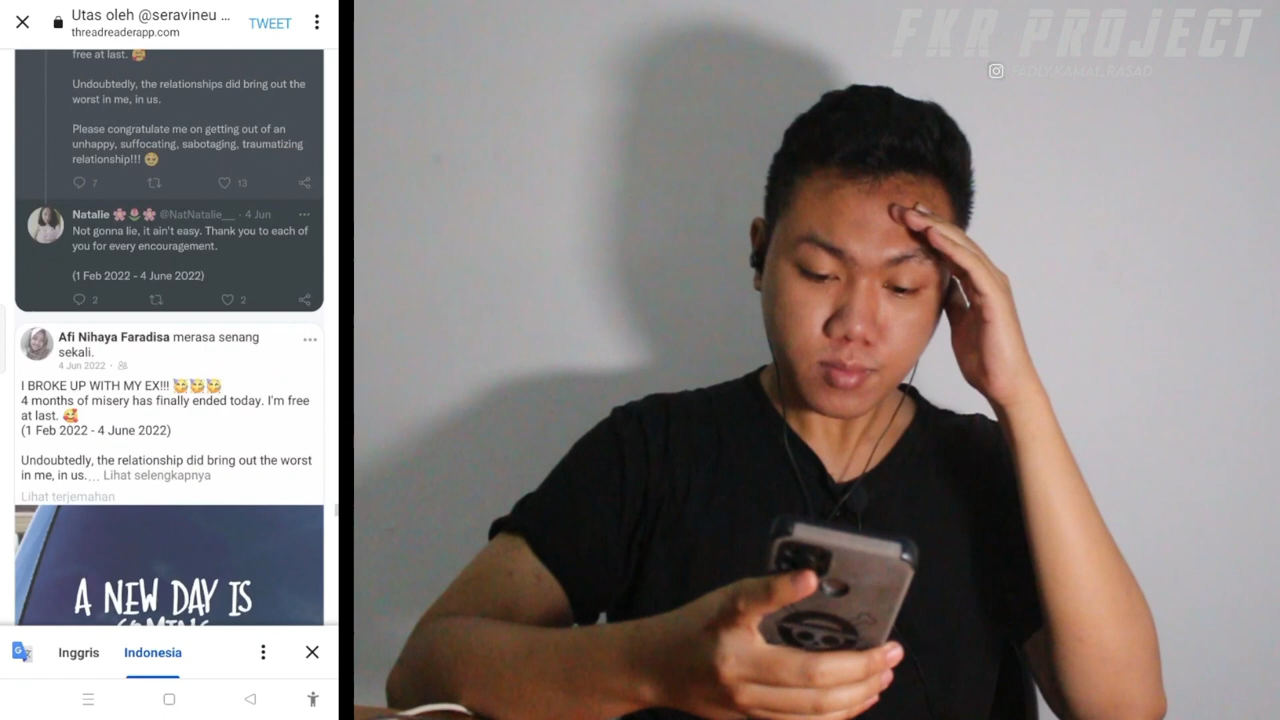 Utas oleh @seravineu ...
threadreaderapp.com
TWEET
free at last.
Undoubtedly, the relationships did bring out the
worst in me, in us.
Please congratulate me on getting out of an
unhappy, suffocating, sabotaging, traumatizing
relationship!!!
7
13
Natalie @NatNatalie__ · 4 Jun
Not gonna lie, it ain't easy. Thank you to each of
you for every encouragement.
(1 Feb 2022 - 4 June 2022)
2
2
Afi Nihaya Faradisa merasa senang
sekali.
4 Jun 2022 ·
I BROKE UP WITH MY EX!!!
4 months of misery has finally ended today. I'm free
at last.
(1 Feb 2022 - 4 June 2022)
Undoubtedly, the relationship did bring out the worst
in me, in us.... Lihat selengkapnya
Lihat terjemahan
A NEW DAY IS
COMING
Inggris
Indonesia
FKR PROJECT
FADLY.KAMAL.RASAD